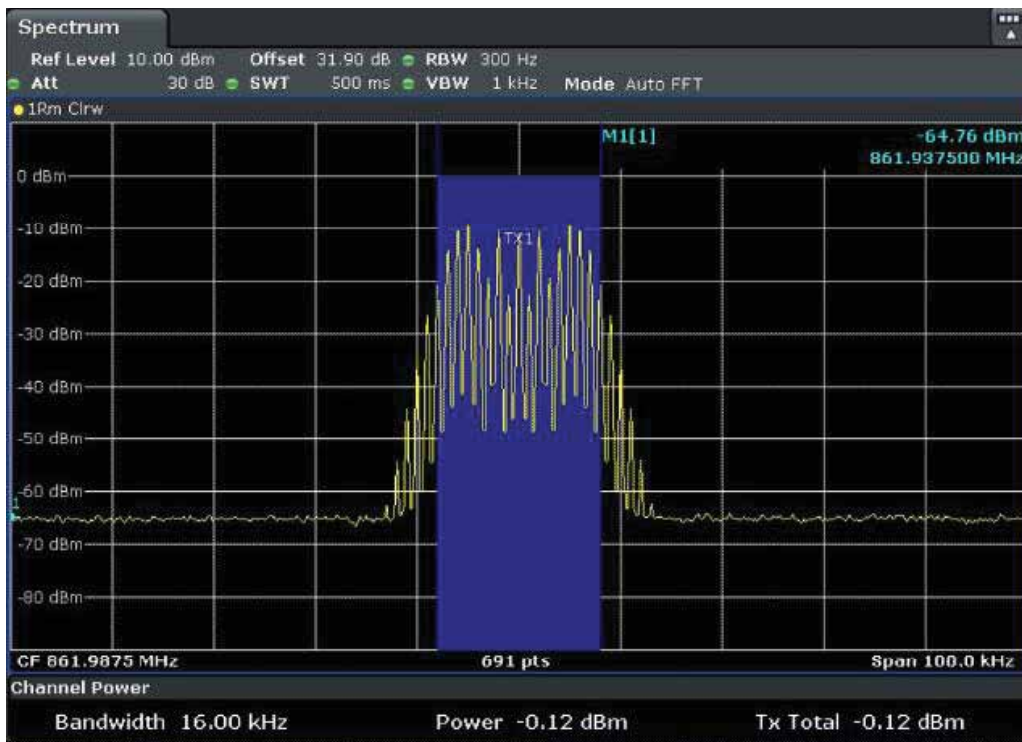 Spectrum
Ref Level 10.00 dBm Offset 31.90 dB RBW 300 Hz
Att 30 dB SWT 500 ms VBW 1 kHz Mode Auto FFT
1Rm Clrw
M1[1] -64.76 dBm
861.937500 MHz
0 dBm
-10 dBm
TX1
-20 dBm
-30 dBm
-40 dBm
-50 dBm
-60 dBm
1
-70 dBm
-80 dBm
CF 861.9875 MHz 691 pts Span 100.0 kHz
Channel Power
Bandwidth 16.00 kHz Power -0.12 dBm Tx Total -0.12 dBm